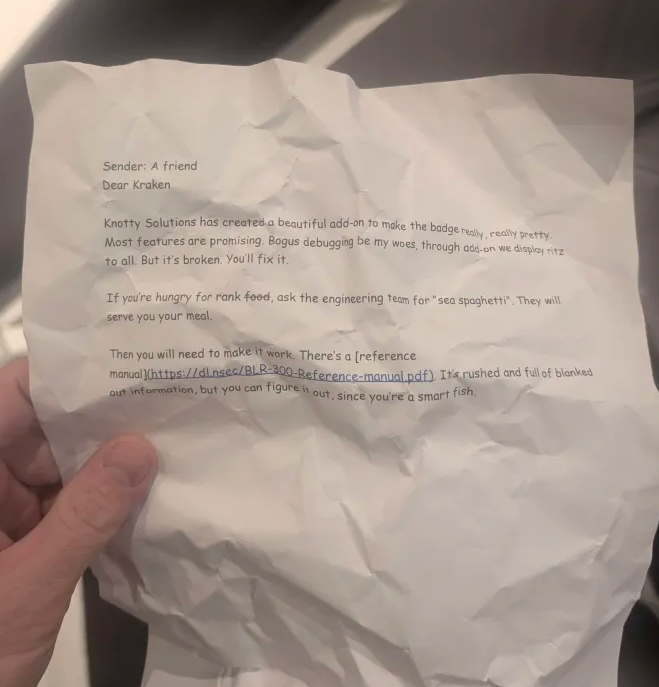 Sender: A friend
Dear Kraken
Knotty Solutions has created a beautiful add-on to make the badge really, really pretty.
Most features are promising. Bogus debugging be my woes, through add-on we display ritz
to all. But it's broken. You'll fix it.
If you're hungry for rank food, ask the engineering team for "sea spaghetti". They will
serve you your meal.
Then you will need to make it work. There's a [reference
manual](https://dl.nsec/BLR-300-Reference-manual.pdf). It's rushed and full of blanked
out information, but you can figure it out, since you're a smart fish.